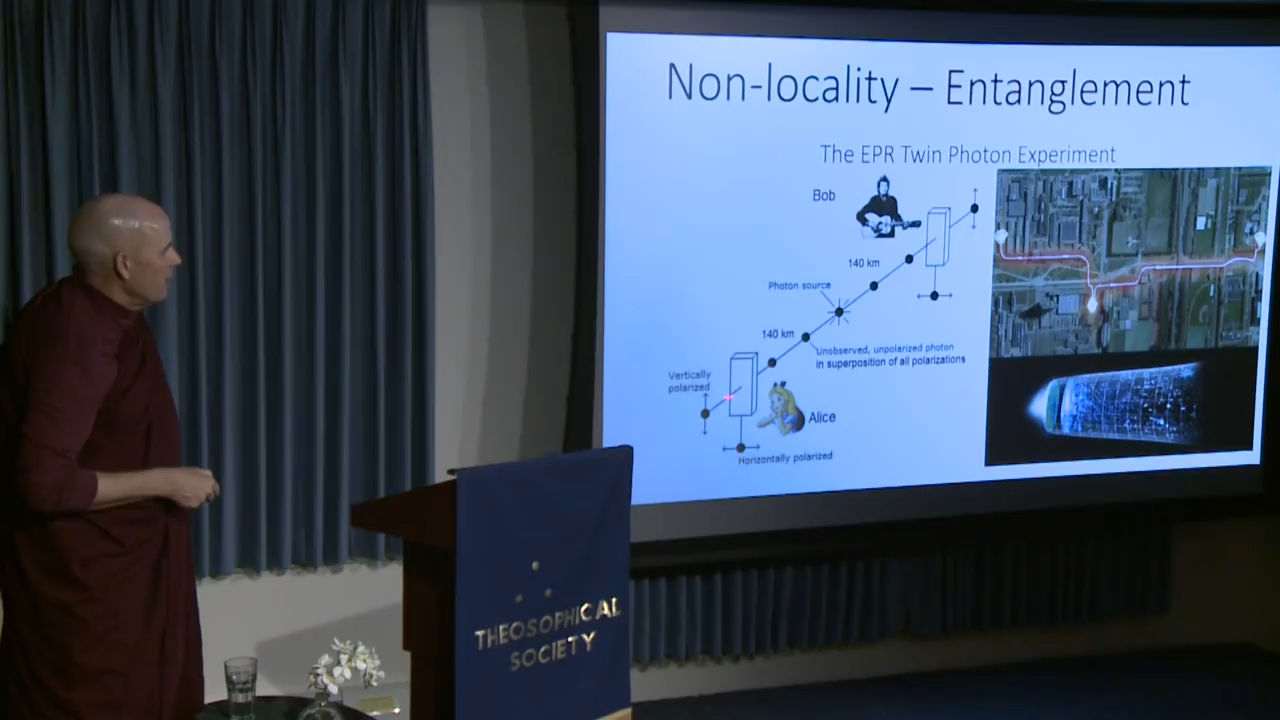 Non-locality – Entanglement
The EPR Twin Photon Experiment
Bob
140 km
Photon source
140 km
Unobserved, unpolarized photon
in superposition of all polarizations
Vertically
polarized
Alice
Horizontally polarized
THEOSOPHICAL
SOCIETY